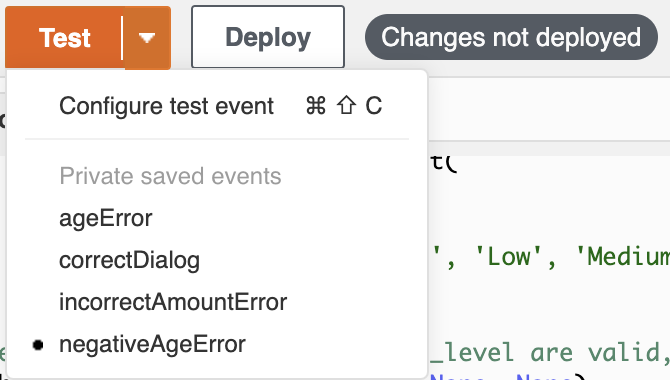 Test
Deploy
Changes not deployed
Configure test event ⌘ ⇧ C
t(
Private saved events
ageError
', 'Low', 'Medium
correctDialog
incorrectAmountError
negativeAgeError
_level are valid,